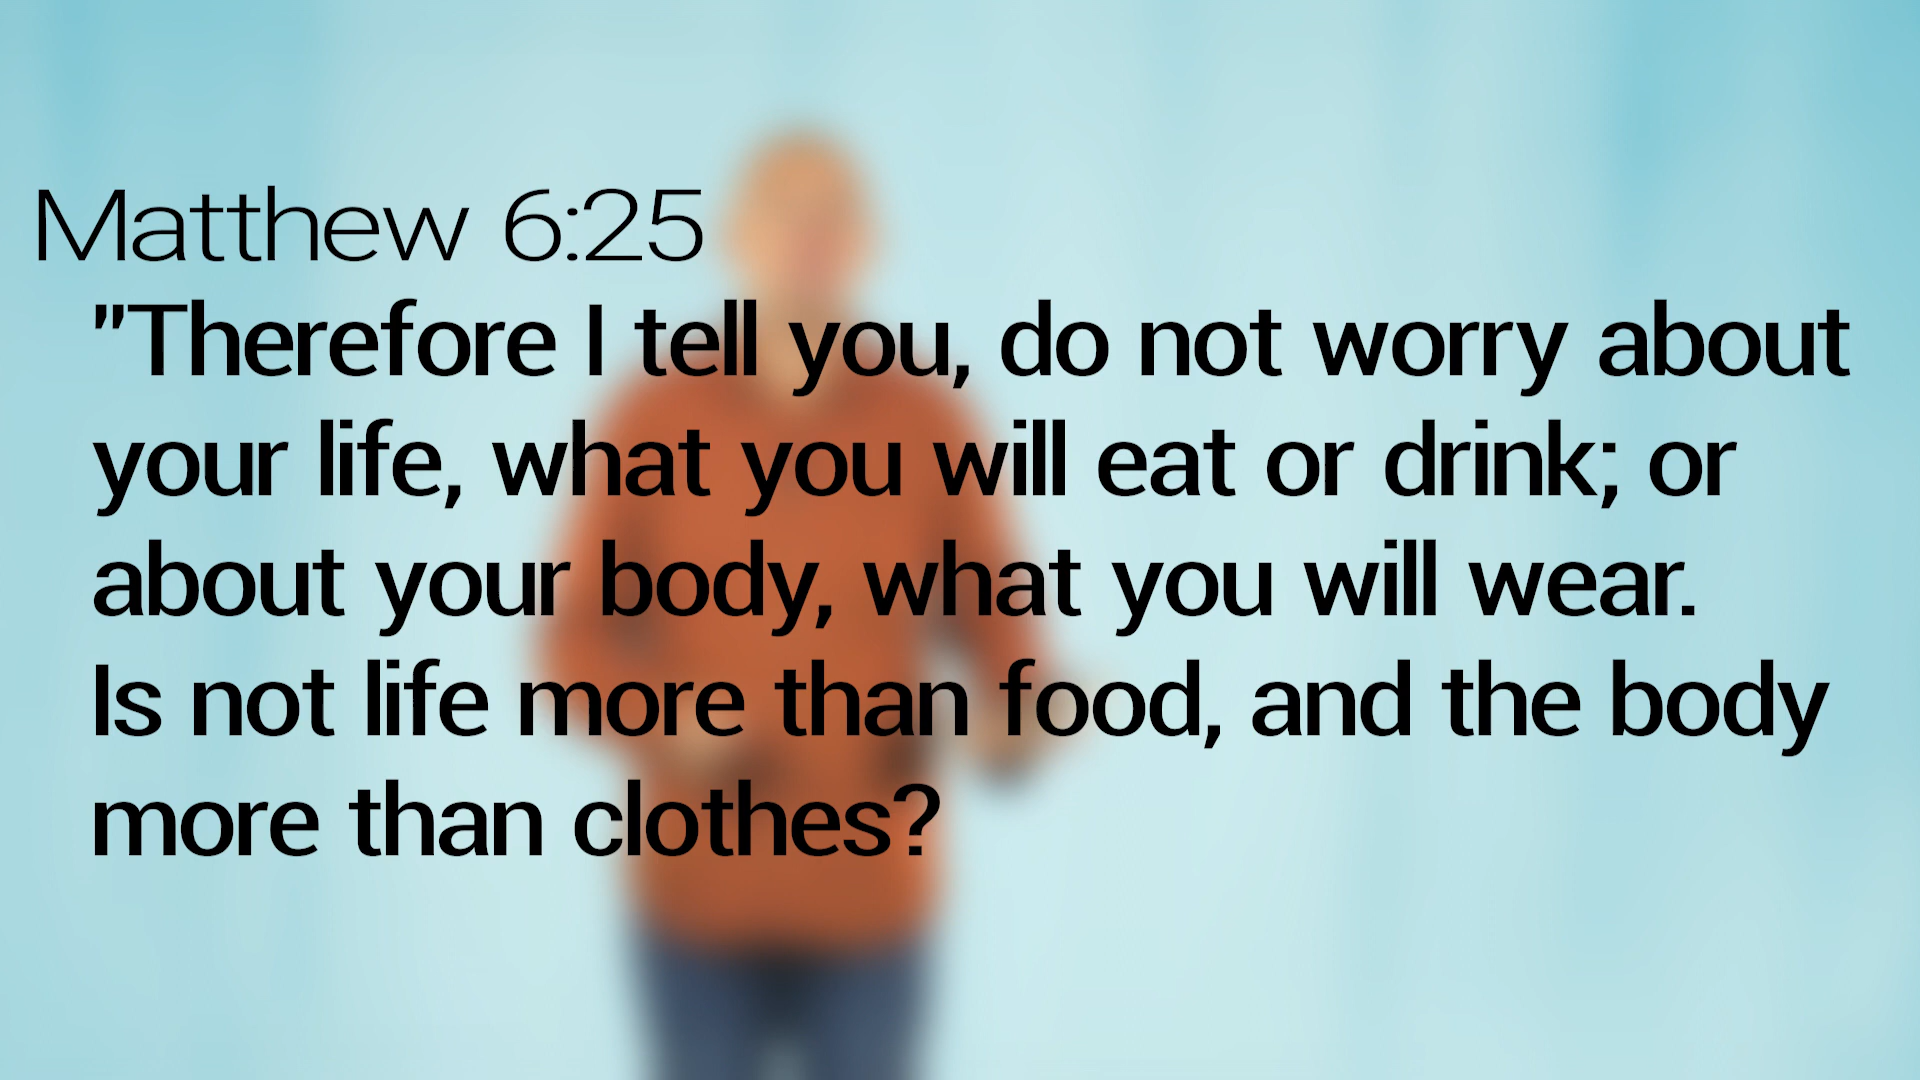 Matthew 6:25
"Therefore I tell you, do not worry about
your life, what you will eat or drink; or
about your body, what you will wear.
Is not life more than food, and the body
more than clothes?